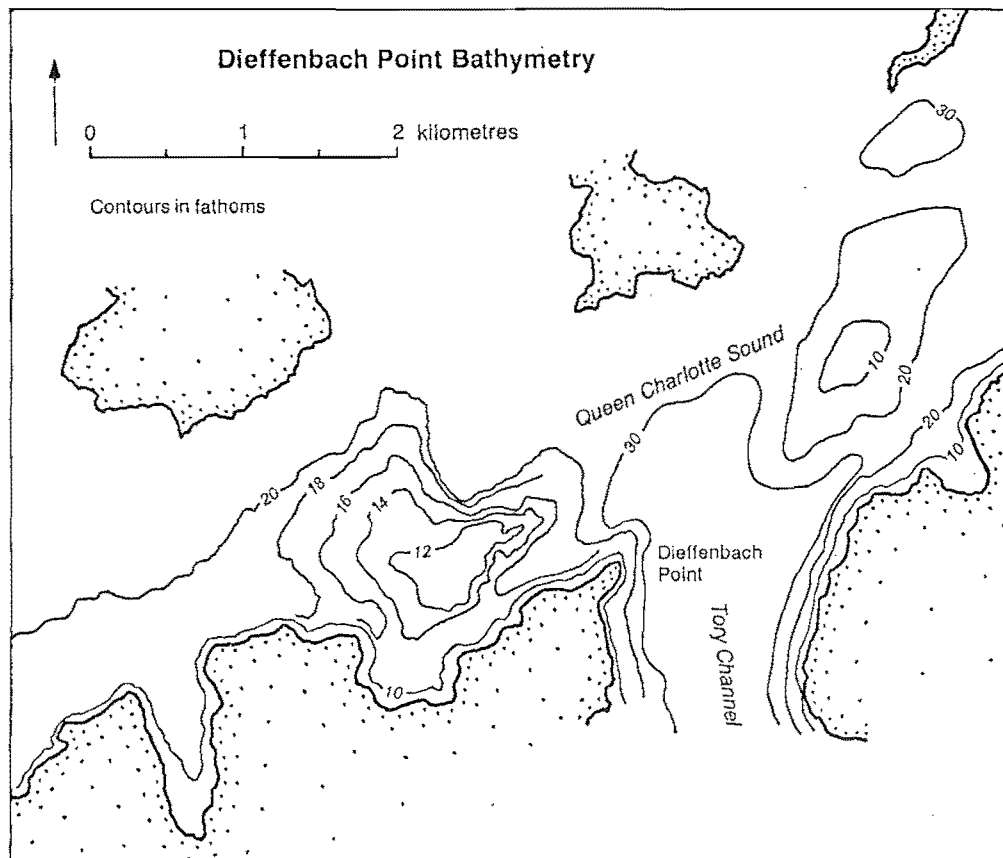 Dieffenbach Point Bathymetry
0 1 2 kilometres
Contours in fathoms
30
Queen Charlotte Sound
10
20
30
20
10
20
18
16
14
12
Dieffenbach
Point
Tory Channel
10